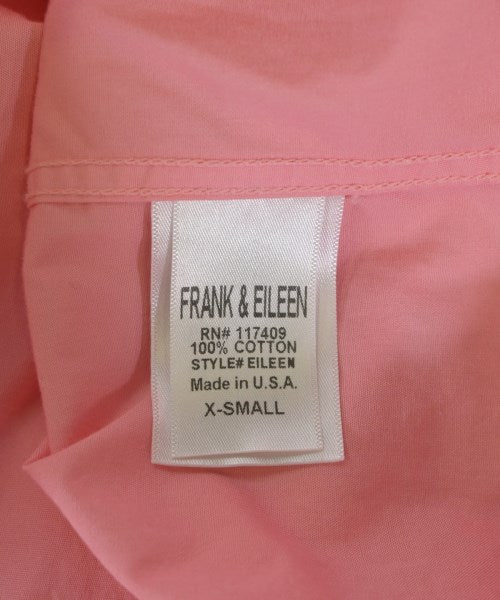 FRANK & EILEEN
RN# 117409
100% COTTON
STYLE# EILEEN
Made in U.S.A.
X-SMALL